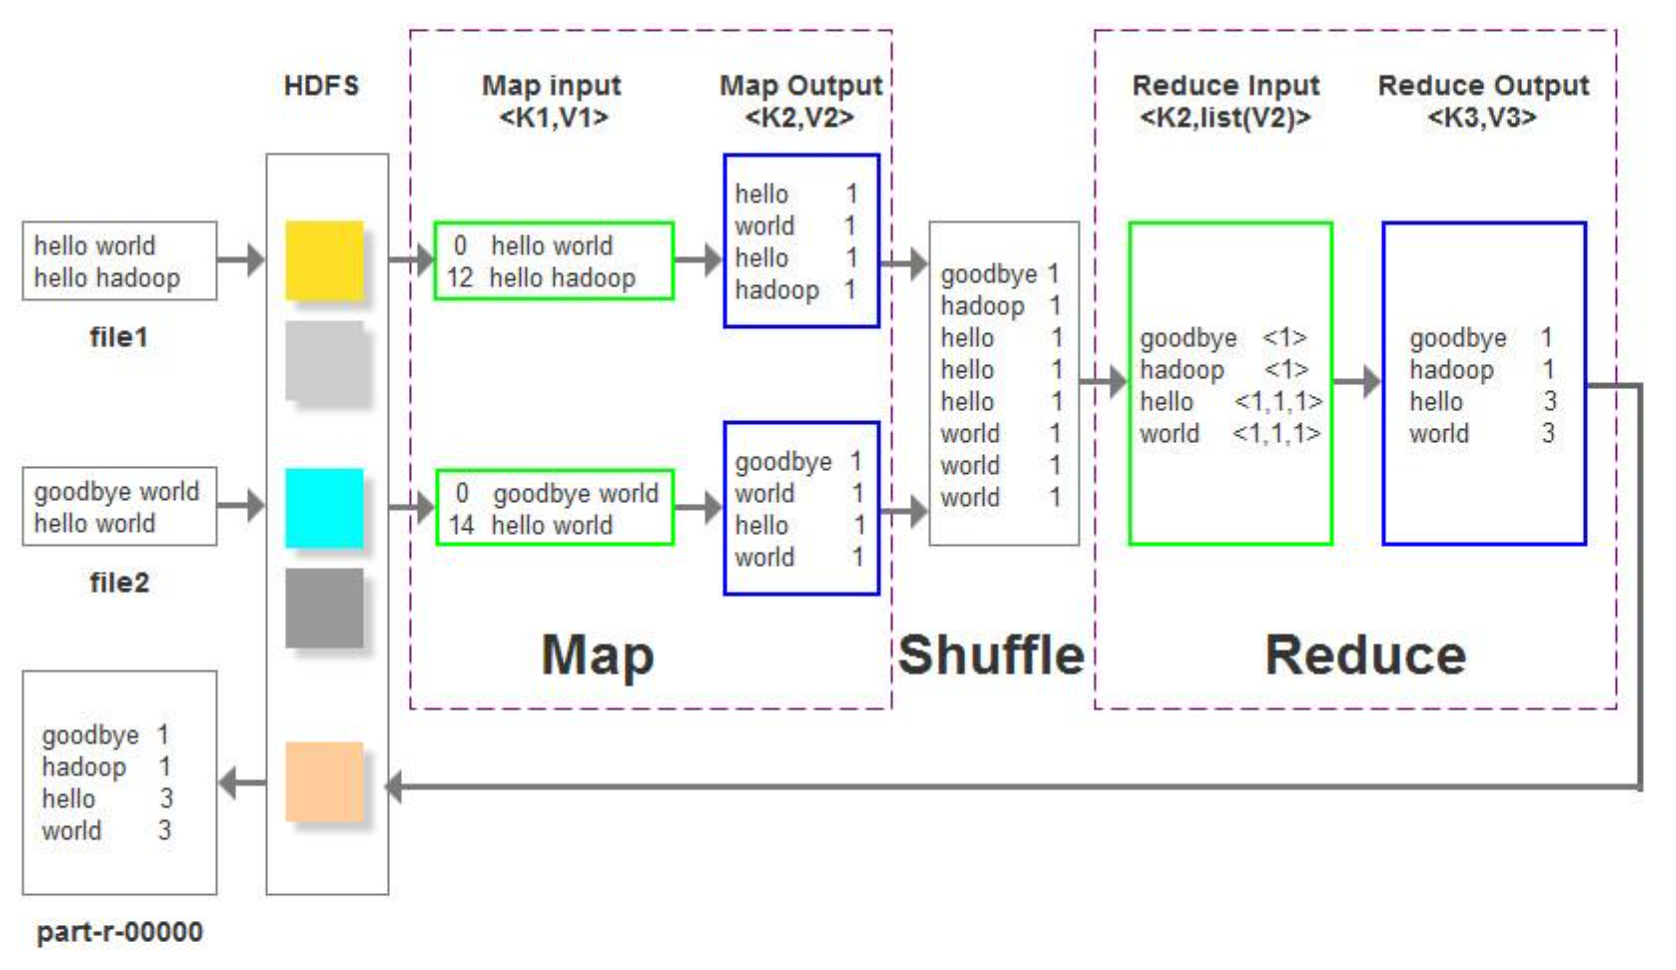 HDFS
Map input
<K1,V1>
Map Output
<K2,V2>
Reduce Input
<K2,list(V2)>
Reduce Output
<K3,V3>
hello world
hello hadoop
file1
goodbye world
hello world
file2
goodbye 1
hadoop 1
hello 3
world 3
part-r-00000
0 hello world
12 hello hadoop
0 goodbye world
14 hello world
hello 1
world 1
hello 1
hadoop 1
goodbye 1
world 1
hello 1
world 1
Map
goodbye 1
hadoop 1
hello 1
hello 1
hello 1
world 1
world 1
world 1
Shuffle
goodbye <1>
hadoop <1>
hello <1,1,1>
world <1,1,1>
goodbye 1
hadoop 1
hello 3
world 3
Reduce